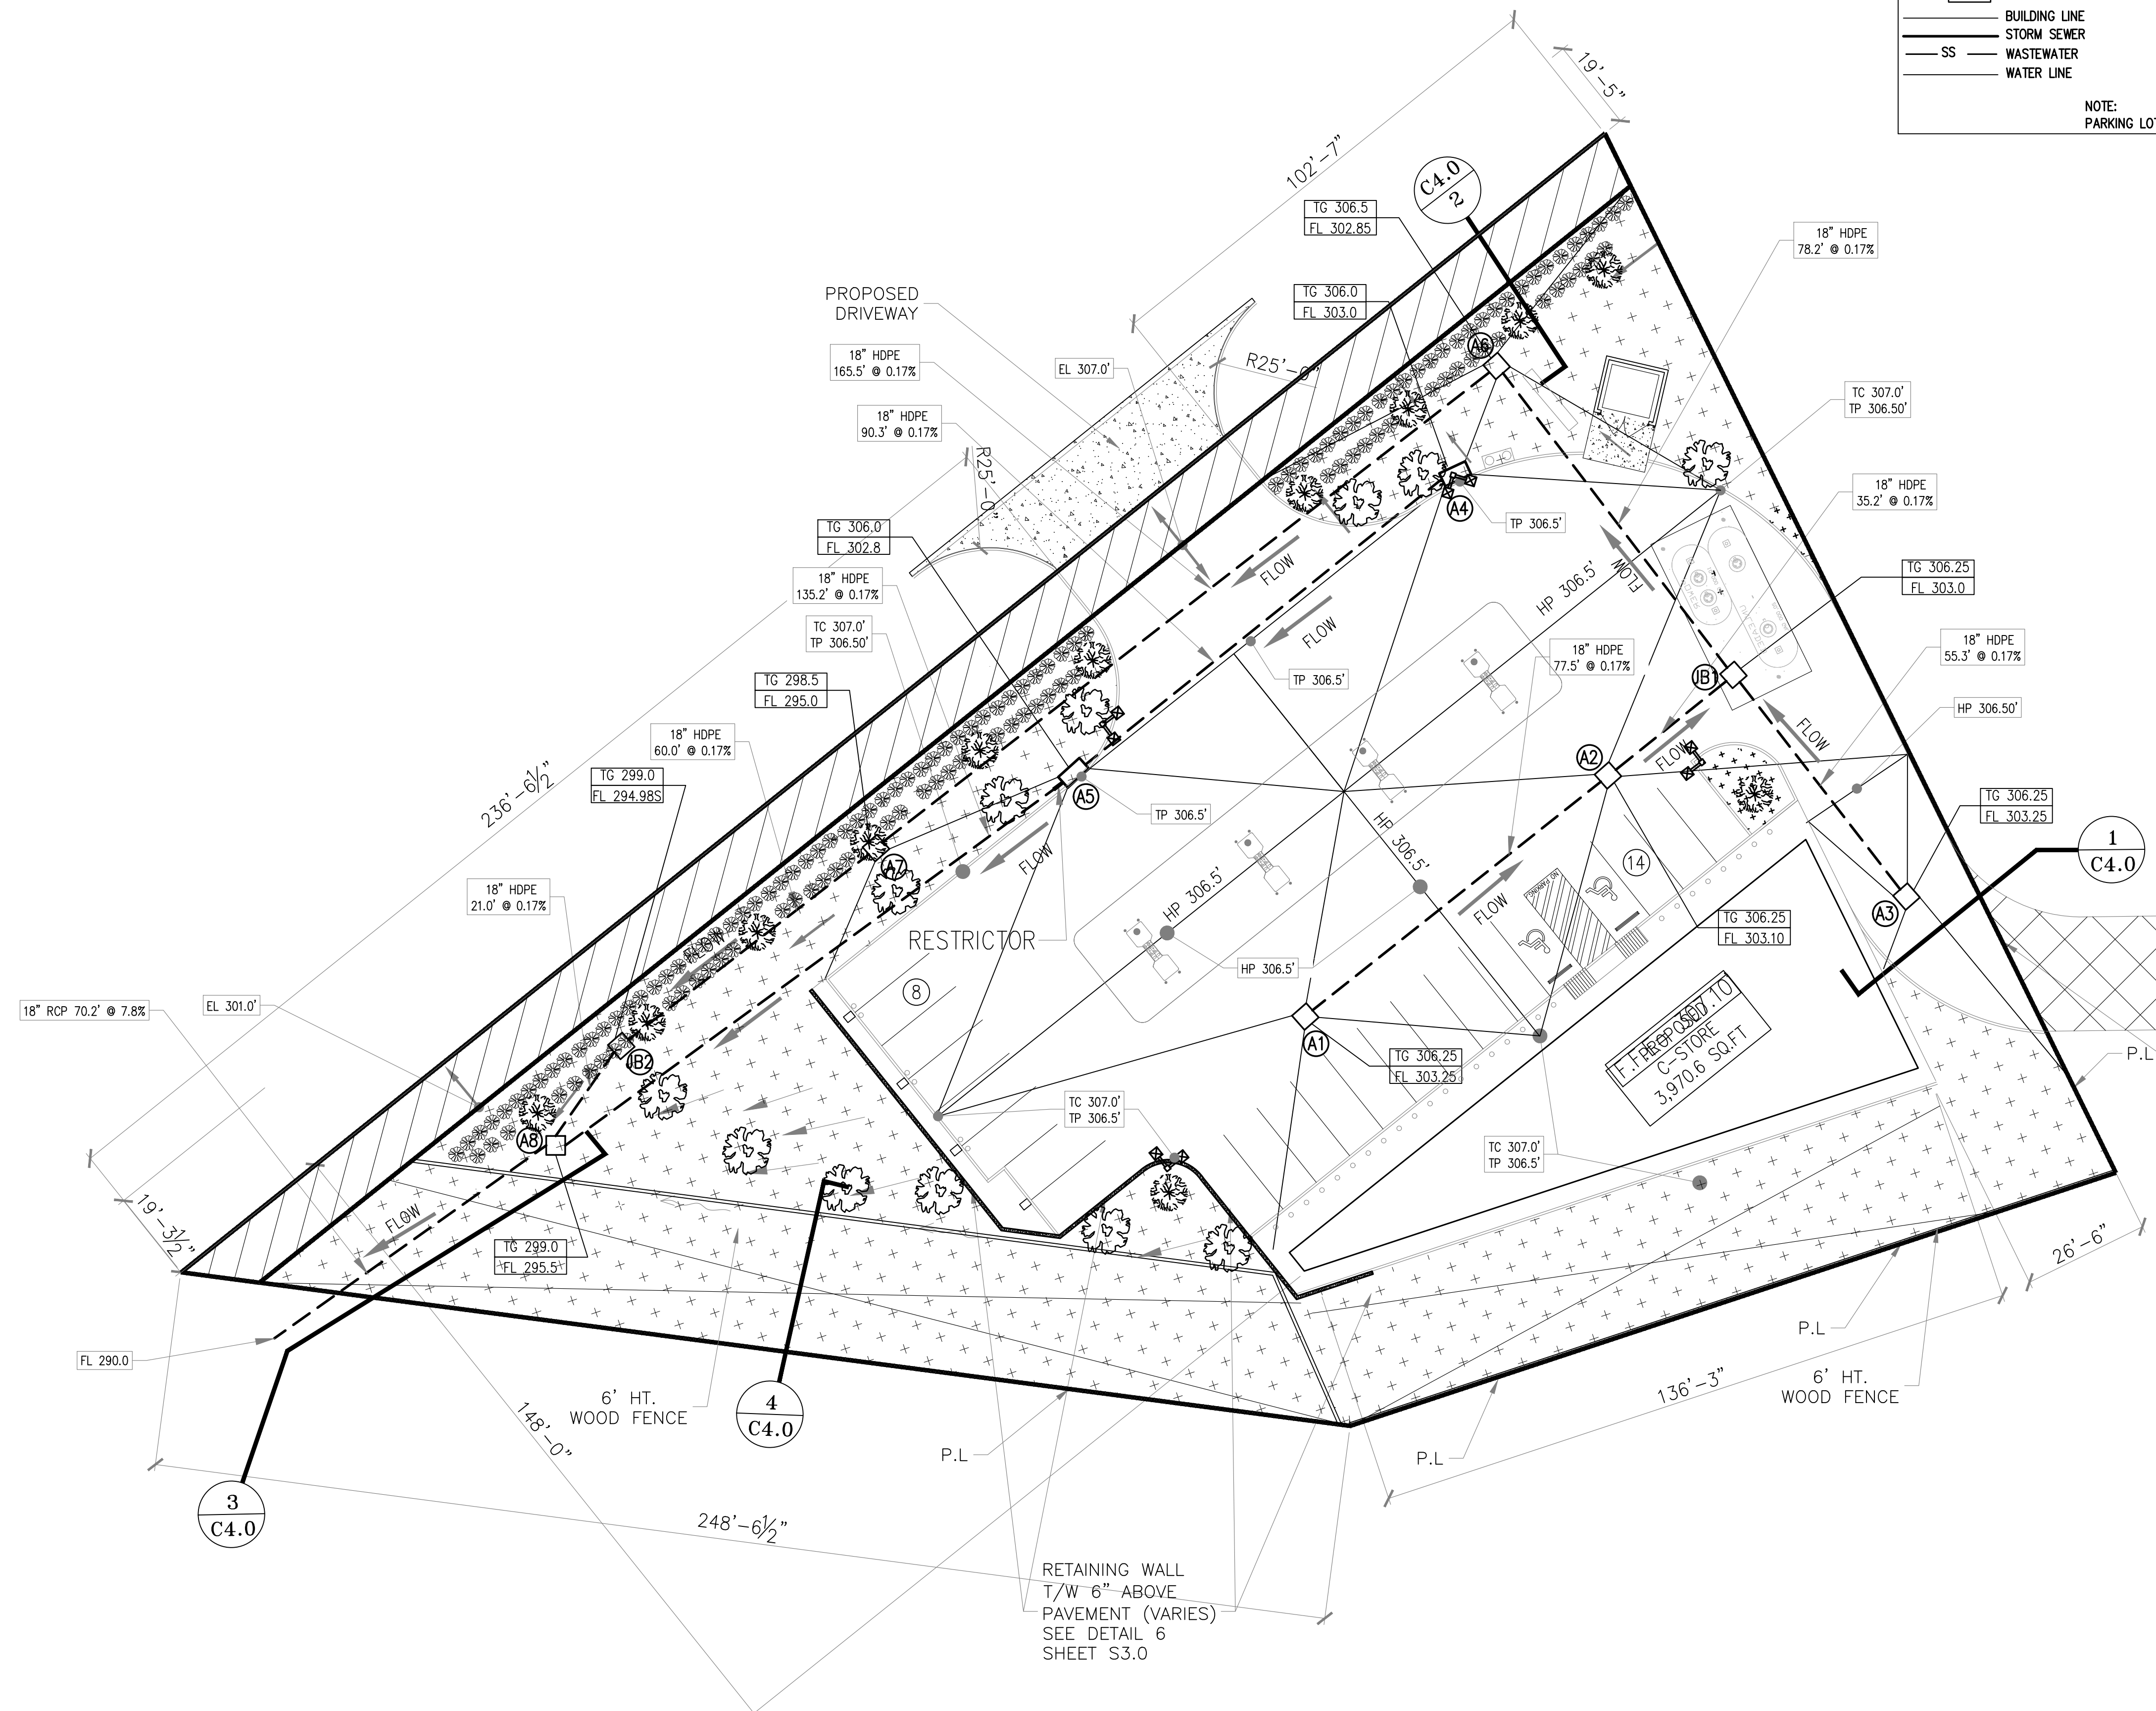 BUILDING LINE
STORM SEWER
SS
WASTEWATER
WATER LINE
NOTE:
PARKING LOT
19'-5"
102'-7"
C4.0
2
TG 306.5
FL 302.85
18" HDPE
78.2' @ 0.17%
PROPOSED
DRIVEWAY
TG 306.0
FL 303.0
A6
18" HDPE
165.5' @ 0.17%
EL 307.0'
R25'-0"
TC 307.0'
TP 306.50'
18" HDPE
90.3' @ 0.17%
R25'-0"
A4
TP 306.5'
18" HDPE
35.2' @ 0.17%
TG 306.0
FL 302.8
FLOW
HP 306.5'
FLOW
TG 306.25
FL 303.0
18" HDPE
135.2' @ 0.17%
TC 307.0'
TP 306.50'
FLOW
TP 306.5'
18" HDPE
77.5' @ 0.17%
JB1
18" HDPE
55.3' @ 0.17%
TG 298.5
FL 295.0
HP 306.50'
FLOW
18" HDPE
60.0' @ 0.17%
A2
FLOW
236'-6½"
TG 299.0
FL 294.98S
A5
TP 306.5'
TG 306.25
FL 303.25
FLOW
A7
HP 306.5'
14
1
C4.0
18" HDPE
21.0' @ 0.17%
NO PARKING
A3
HP 306.5'
FLOW
TG 306.25
FL 303.10
RESTRICTOR
FLOW
HP 306.5'
8
18" RCP 70.2' @ 7.8%
EL 301.0'
A1
F.F.E. 307.10
PROPOSED
C-STORE
3,970.6 SQ.FT
JB2
TG 306.25
FL 303.25
P.L
TC 307.0'
TP 306.5'
A8
TC 307.0'
TP 306.5'
19'-3½"
FLOW
TG 299.0
FL 295.5
26'-6"
FL 290.0
P.L
6' HT.
WOOD FENCE
4
C4.0
136'-3"
6' HT.
WOOD FENCE
148'-0"
P.L
P.L
3
C4.0
248'-6½"
RETAINING WALL
T/W 6" ABOVE
PAVEMENT (VARIES)
SEE DETAIL 6
SHEET S3.0